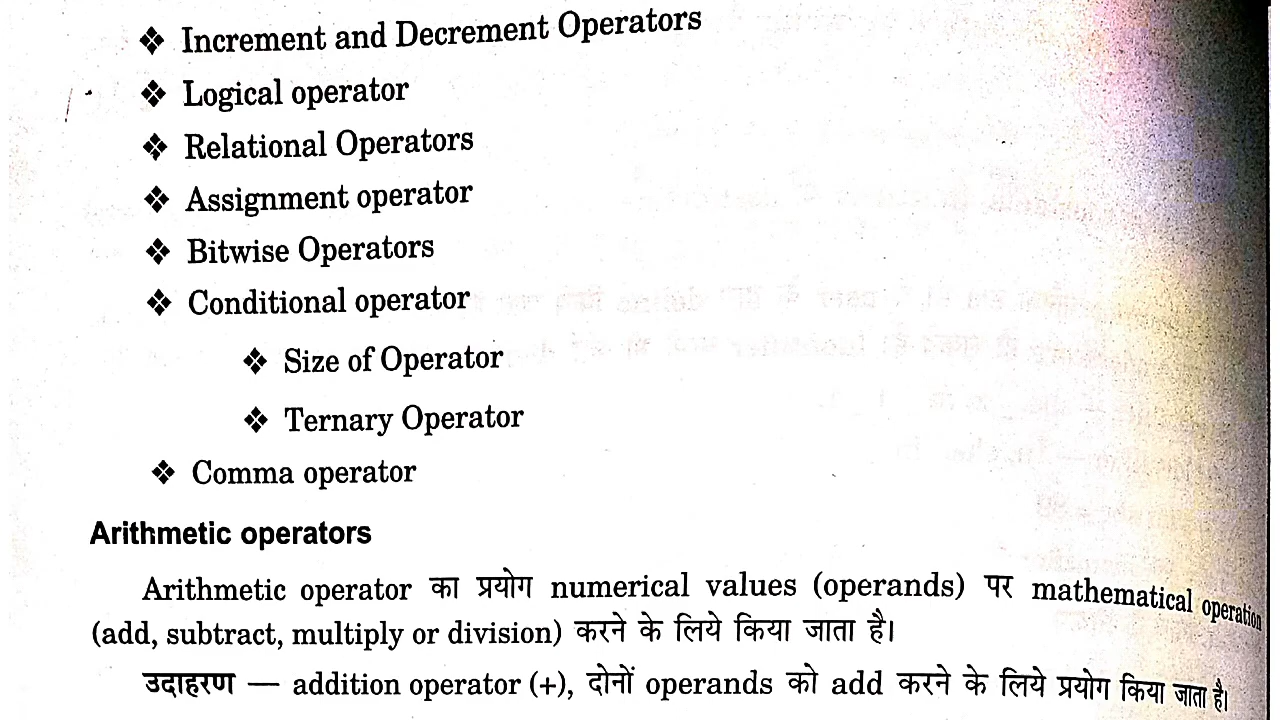 ❖ Increment and Decrement Operators
❖ Logical operator
❖ Relational Operators
❖ Assignment operator
❖ Bitwise Operators
❖ Conditional operator
❖ Size of Operator
❖ Ternary Operator
❖ Comma operator
Arithmetic operators
Arithmetic operator का प्रयोग numerical values (operands) पर mathematical operation
(add, subtract, multiply or division) करने के लिये किया जाता है।
उदाहरण — addition operator (+), दोनों operands को add करने के लिये प्रयोग किया जाता है।